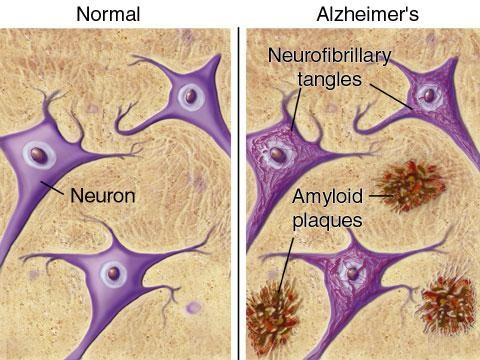 Normal
Alzheimer's
Neurofibrillary
tangles
Neuron
Amyloid
plaques